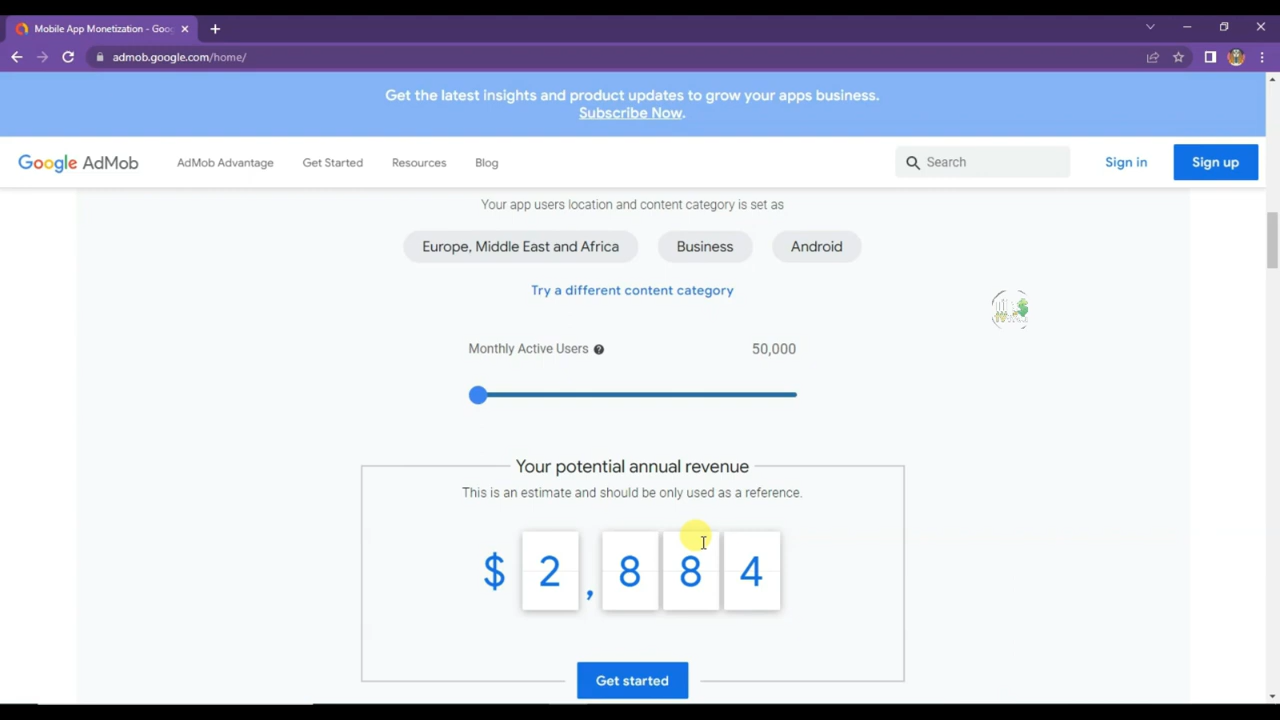 Mobile App Monetization - Goo
admob.google.com/home/
Get the latest insights and product updates to grow your apps business.
Subscribe Now.
Google AdMob
AdMob Advantage
Get Started
Resources
Blog
Search
Sign in
Sign up
Your app users location and content category is set as
Europe, Middle East and Africa
Business
Android
Try a different content category
Monthly Active Users
50,000
Your potential annual revenue
This is an estimate and should be only used as a reference.
$ 2,884
Get started